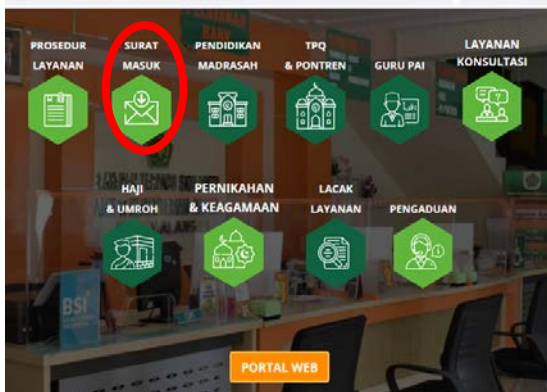 PROSEDUR
LAYANAN
SURAT
MASUK
PENDIDIKAN
MADRASAH
TPQ
& PONTREN
GURU PAI
LAYANAN
KONSULTASI
HAJI
& UMROH
PERNIKAHAN
& KEAGAMAAN
LACAK
LAYANAN
PENGADUAN
BSI
PORTAL WEB